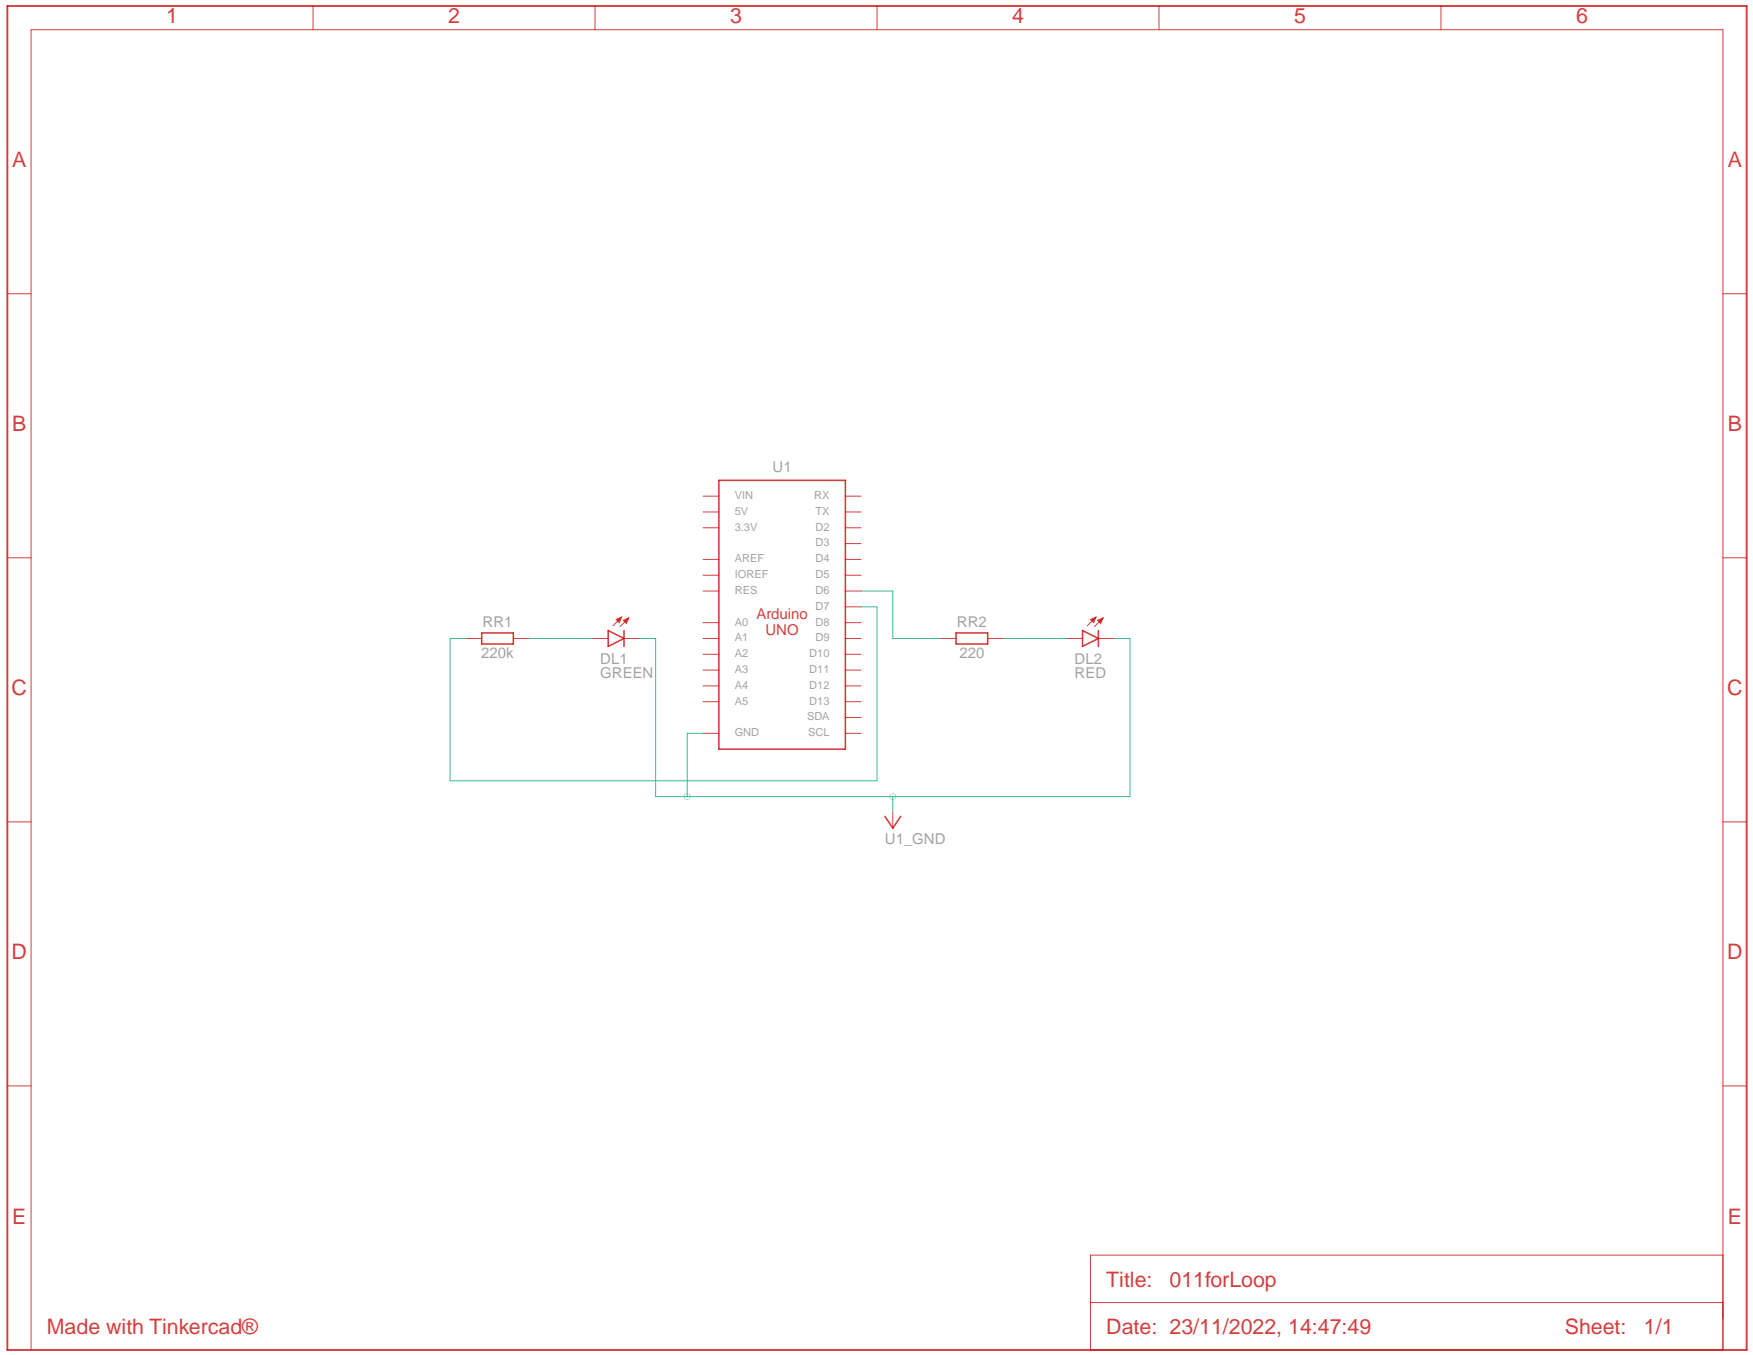 1 2 3 4 5 6
A A
B B
U1
VIN RX
5V TX
3.3V D2
D3
AREF D4
IOREF D5
RES D6
D7
Arduino
UNO
A0 D8
A1 D9
A2 D10
A3 D11
A4 D12
A5 D13
SDA
GND SCL
RR1
220k
DL1
GREEN
RR2
220
DL2
RED
C C
U1_GND
D D
E E
Title: 011forLoop
Date: 23/11/2022, 14:47:49 Sheet: 1/1
Made with Tinkercad®